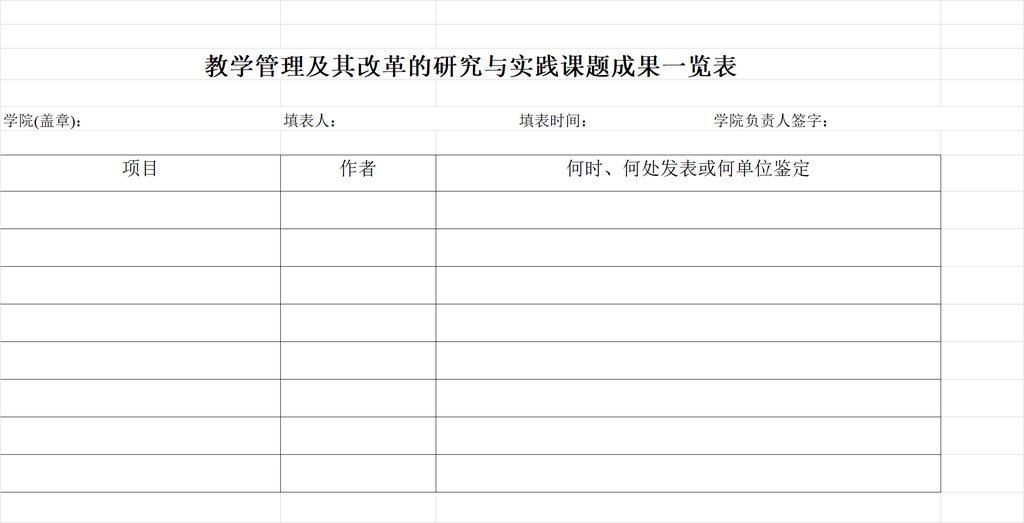 教学管理及其改革的研究与实践课题成果一览表
学院(盖章)： 填表人： 填表时间： 学院负责人签字：
项目 作者 何时、何处发表或何单位鉴定